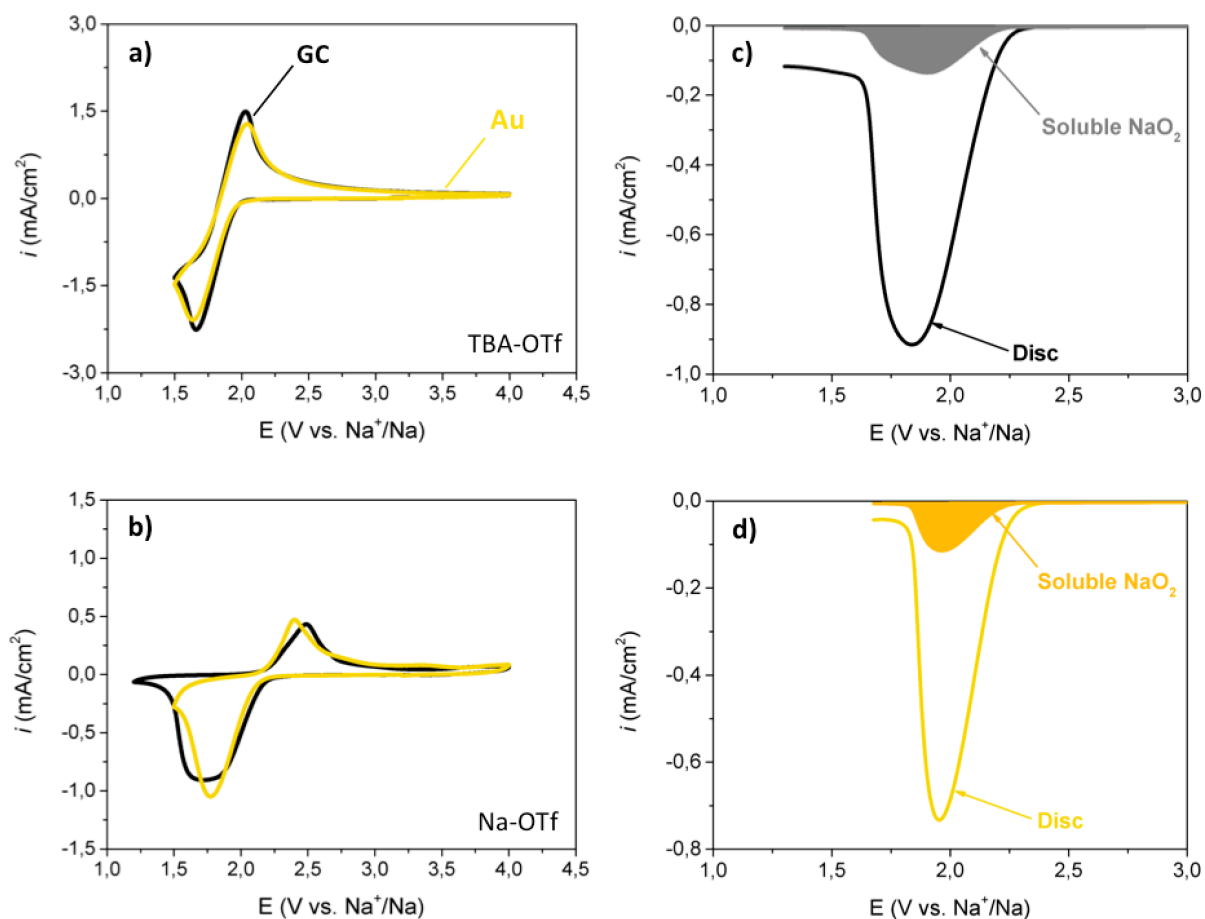 a)
GC
Au
TBA-OTf
3,0
1,5
0,0
-1,5
-3,0
i (mA/cm²)
1,0 1,5 2,0 2,5 3,0 3,5 4,0 4,5
E (V vs. Na⁺/Na)
c)
Soluble NaO₂
Disc
0,0
-0,2
-0,4
-0,6
-0,8
-1,0
i (mA/cm²)
1,0 1,5 2,0 2,5 3,0
E (V vs. Na⁺/Na)
b)
Na-OTf
1,5
1,0
0,5
0,0
-0,5
-1,0
-1,5
i (mA/cm²)
1,0 1,5 2,0 2,5 3,0 3,5 4,0 4,5
E (V vs. Na⁺/Na)
d)
Soluble NaO₂
Disc
0,0
-0,2
-0,4
-0,6
-0,8
i (mA/cm²)
1,0 1,5 2,0 2,5 3,0
E (V vs. Na⁺/Na)